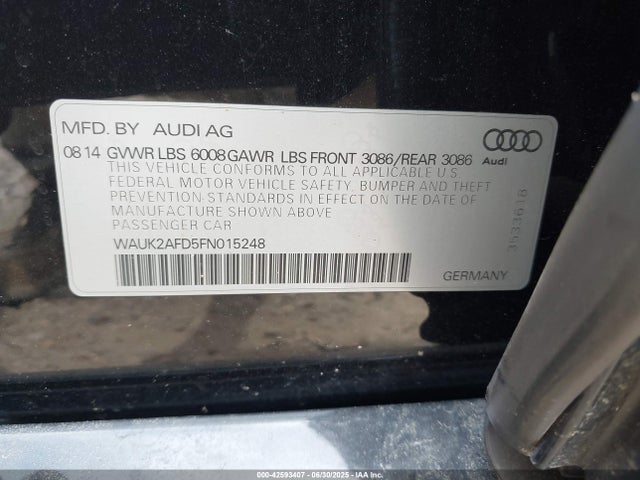 MFD. BY AUDI AG
08 14 GVWR LBS 6008 GAWR LBS FRONT 3086/REAR 3086
Audi
THIS VEHICLE CONFORMS TO ALL APPLICABLE U.S.
FEDERAL MOTOR VEHICLE SAFETY, BUMPER AND THEFT
PREVENTION STANDARDS IN EFFECT ON THE DATE OF
MANUFACTURE SHOWN ABOVE
PASSENGER CAR
WAUK2AFD5FN015248
3533618
GERMANY
000-42593407 - 06/30/2025 - IAA Inc.